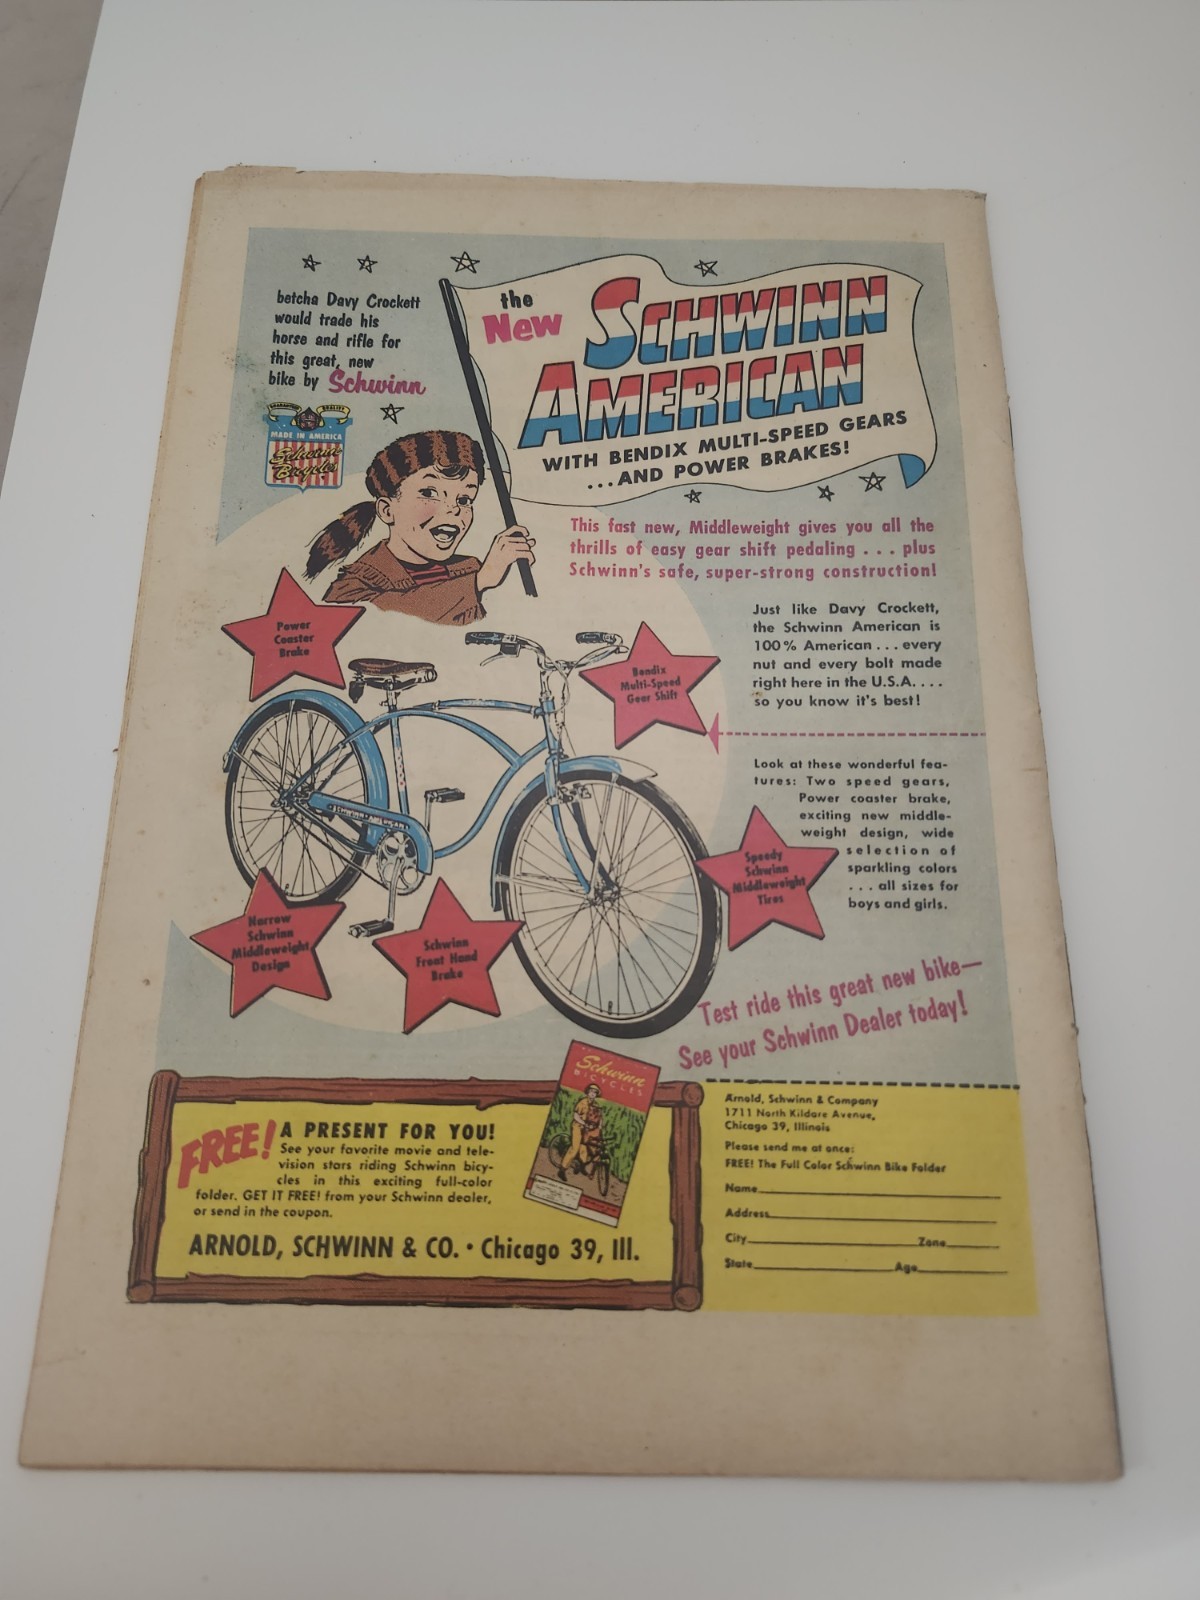 betcha Davy Crockett
would trade his
horse and rifle for
this great, new
bike by Schwinn
GUARANTEED QUALITY
MADE IN AMERICA
Schwinn
Bicycles
the
New SCHWINN
AMERICAN
WITH BENDIX MULTI-SPEED GEARS
...AND POWER BRAKES!
This fast new, Middleweight gives you all the
thrills of easy gear shift pedaling ... plus
Schwinn's safe, super-strong construction!
Just like Davy Crockett,
the Schwinn American is
100% American ... every
nut and every bolt made
right here in the U.S.A. ...
so you know it's best!
Power
Coaster
Brake
Bendix
Multi-Speed
Gear Shift
Look at these wonderful fea-
tures: Two speed gears,
Power coaster brake,
exciting new middle-
weight design, wide
selection of
sparkling colors
... all sizes for
boys and girls.
SCHWINN-AMERICAN
Speedy
Schwinn
Middleweight
Tires
Narrow
Schwinn
Middleweight
Design
Schwinn
Front Hand
Brake
Test ride this great new bike—
See your Schwinn Dealer today!
Schwinn
BICYCLES
FREE! A PRESENT FOR YOU!
See your favorite movie and tele-
vision stars riding Schwinn bicy-
cles in this exciting full-color
folder. GET IT FREE! from your Schwinn dealer,
or send in the coupon.
ARNOLD, SCHWINN & CO. • Chicago 39, Ill.
Arnold, Schwinn & Company
1711 North Kildare Avenue,
Chicago 39, Illinois
Please send me at once:
FREE! The Full Color Schwinn Bike Folder
Name
Address
City Zone
State Age